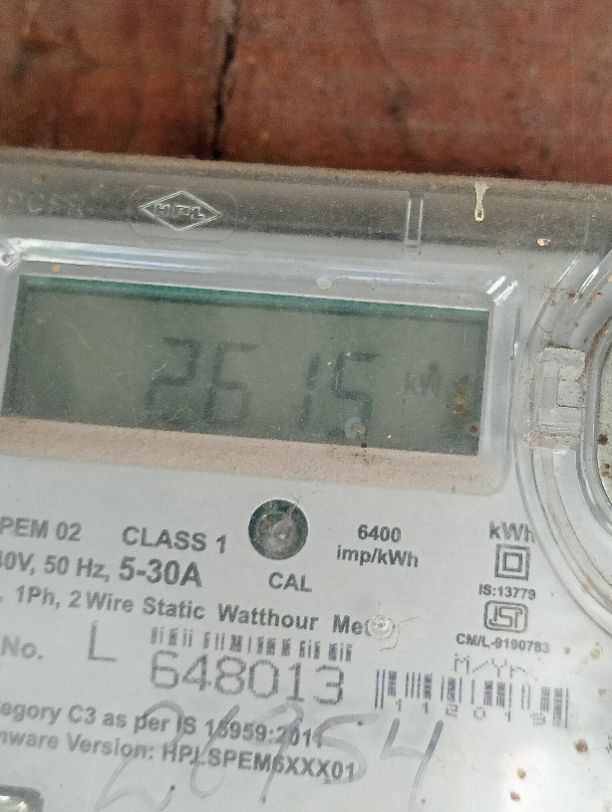 HPL
2615 kW
PEM 02 CLASS 1 6400 imp/kWh kWh
0V, 50 Hz, 5-30A CAL IS:13779
1Ph, 2 Wire Static Watthour Me
CM/L-9190783
No. L 648013 M/Yr
egory C3 as per IS 15959:2011
mware Version: HPLSPEM6XXX01